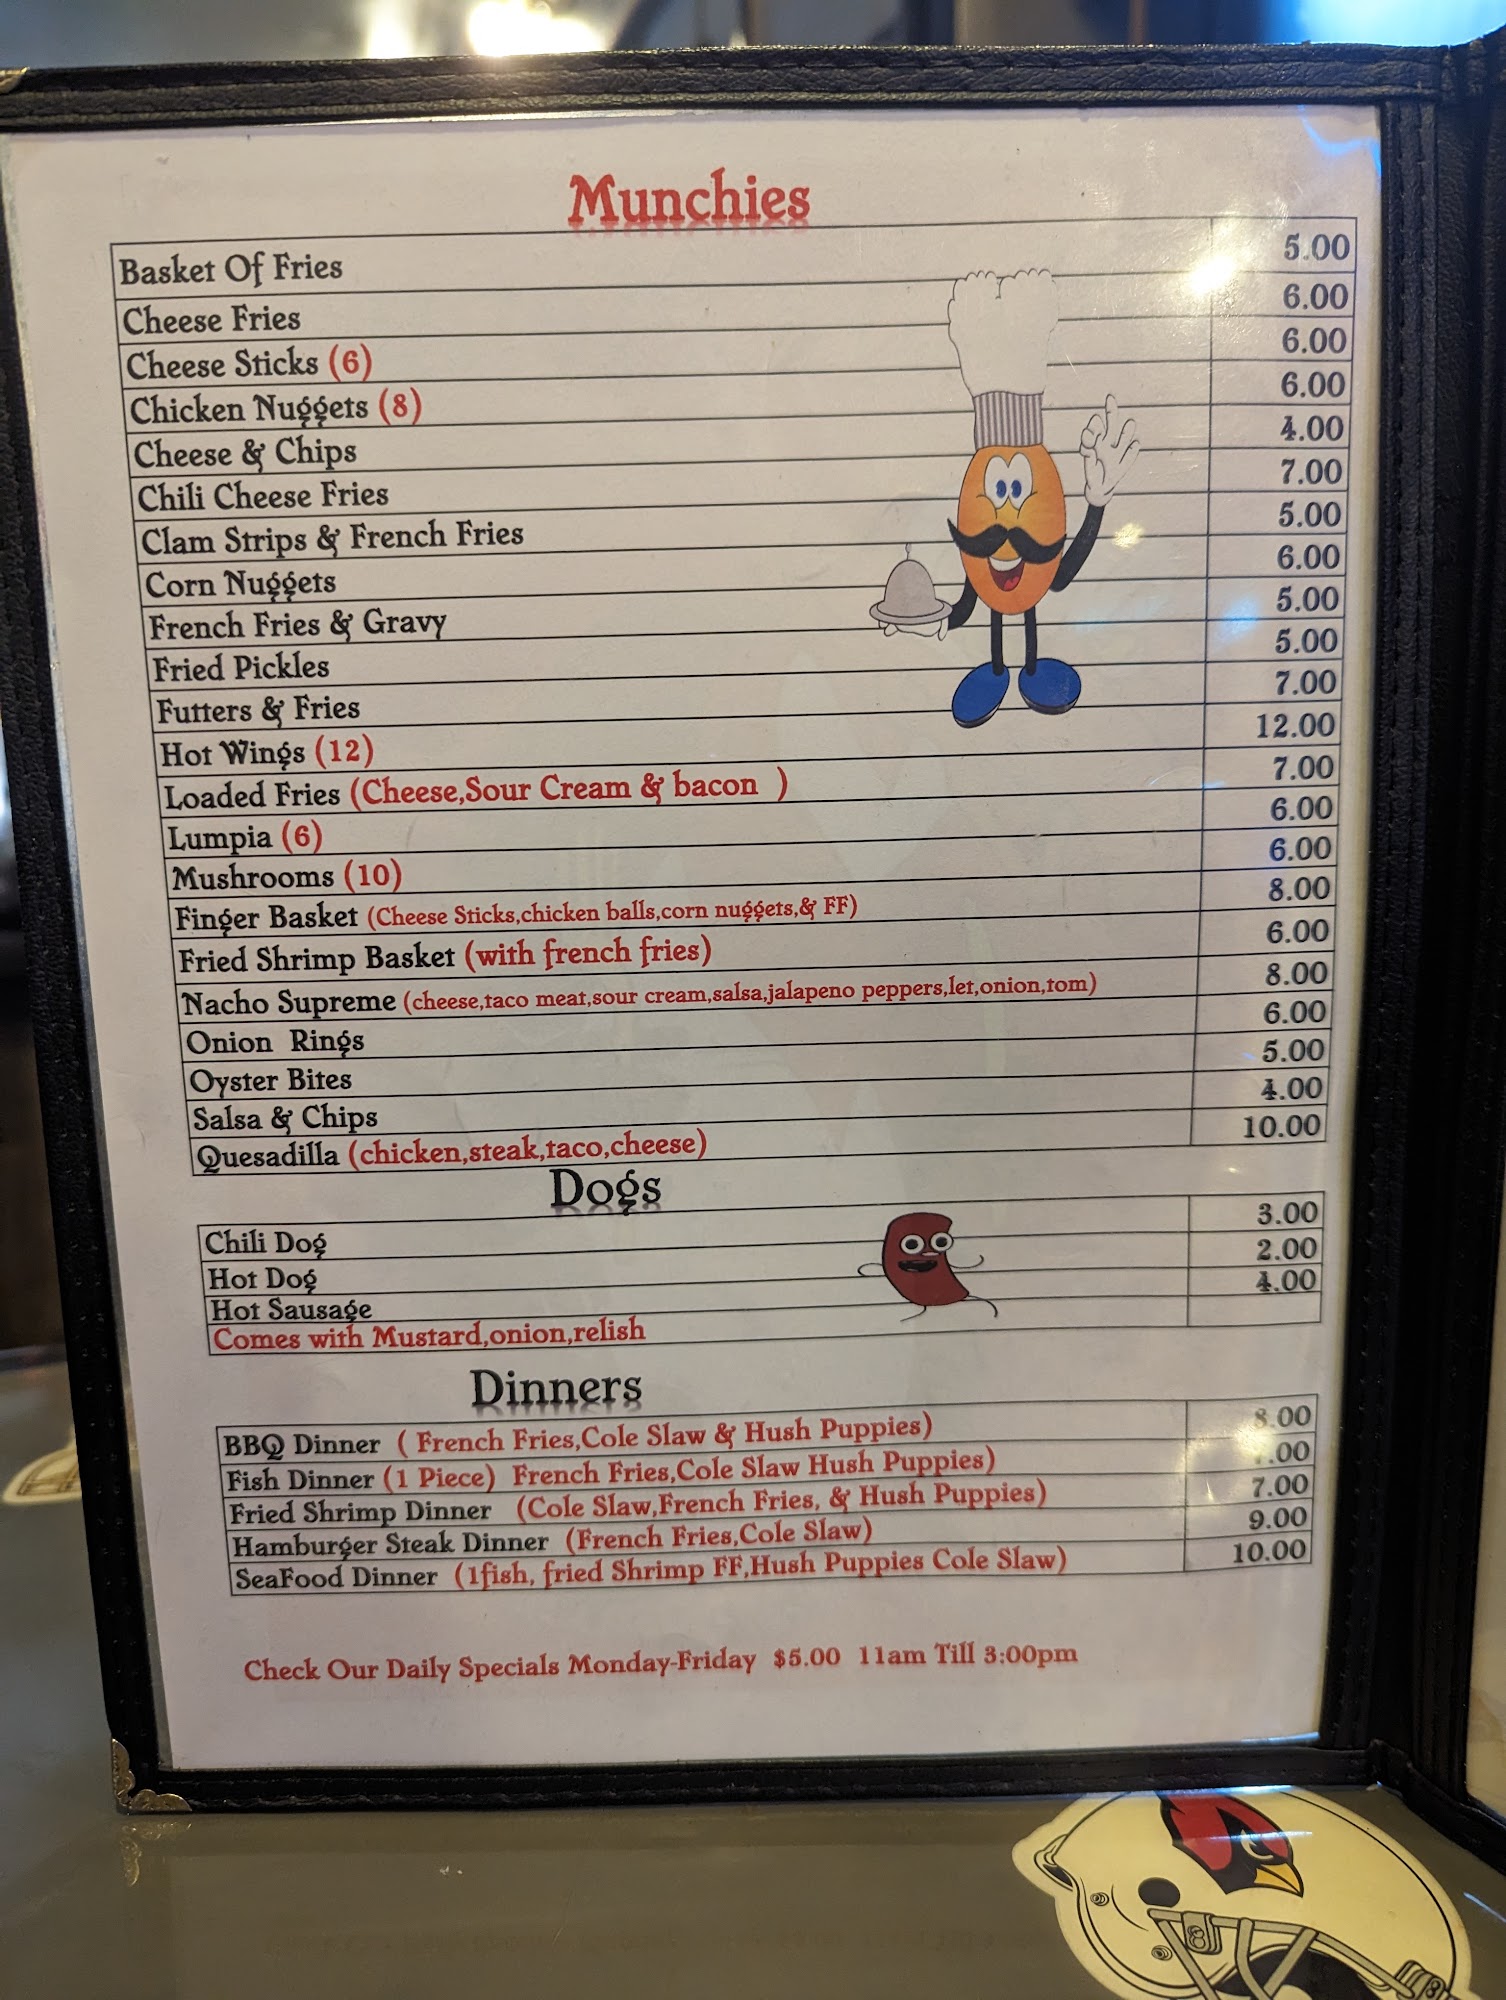 Munchies
Basket Of Fries 5.00
Cheese Fries 6.00
Cheese Sticks (6) 6.00
Chicken Nuggets (8) 6.00
Cheese & Chips 4.00
Chili Cheese Fries 7.00
Clam Strips & French Fries 5.00
Corn Nuggets 6.00
French Fries & Gravy 5.00
Fried Pickles 5.00
Futters & Fries 7.00
Hot Wings (12) 12.00
Loaded Fries (Cheese,Sour Cream & bacon ) 7.00
Lumpia (6) 6.00
Mushrooms (10) 6.00
Finger Basket (Cheese Sticks,chicken balls,corn nuggets,& FF) 8.00
Fried Shrimp Basket (with french fries) 6.00
Nacho Supreme (cheese,taco meat,sour cream,salsa,jalapeno peppers,let,onion,tom) 8.00
Onion Rings 6.00
Oyster Bites 5.00
Salsa & Chips 4.00
Quesadilla (chicken,steak,taco,cheese) 10.00
Dogs
Chili Dog 3.00
Hot Dog 2.00
Hot Sausage 4.00
Comes with Mustard,onion,relish
Dinners
BBQ Dinner ( French Fries,Cole Slaw & Hush Puppies) 8.00
Fish Dinner (1 Piece) French Fries,Cole Slaw Hush Puppies)
Fried Shrimp Dinner (Cole Slaw,French Fries, & Hush Puppies) 7.00
Hamburger Steak Dinner (French Fries,Cole Slaw) 9.00
SeaFood Dinner (1fish, fried Shrimp FF,Hush Puppies Cole Slaw) 10.00
Check Our Daily Specials Monday-Friday $5.00 11am Till 3:00pm